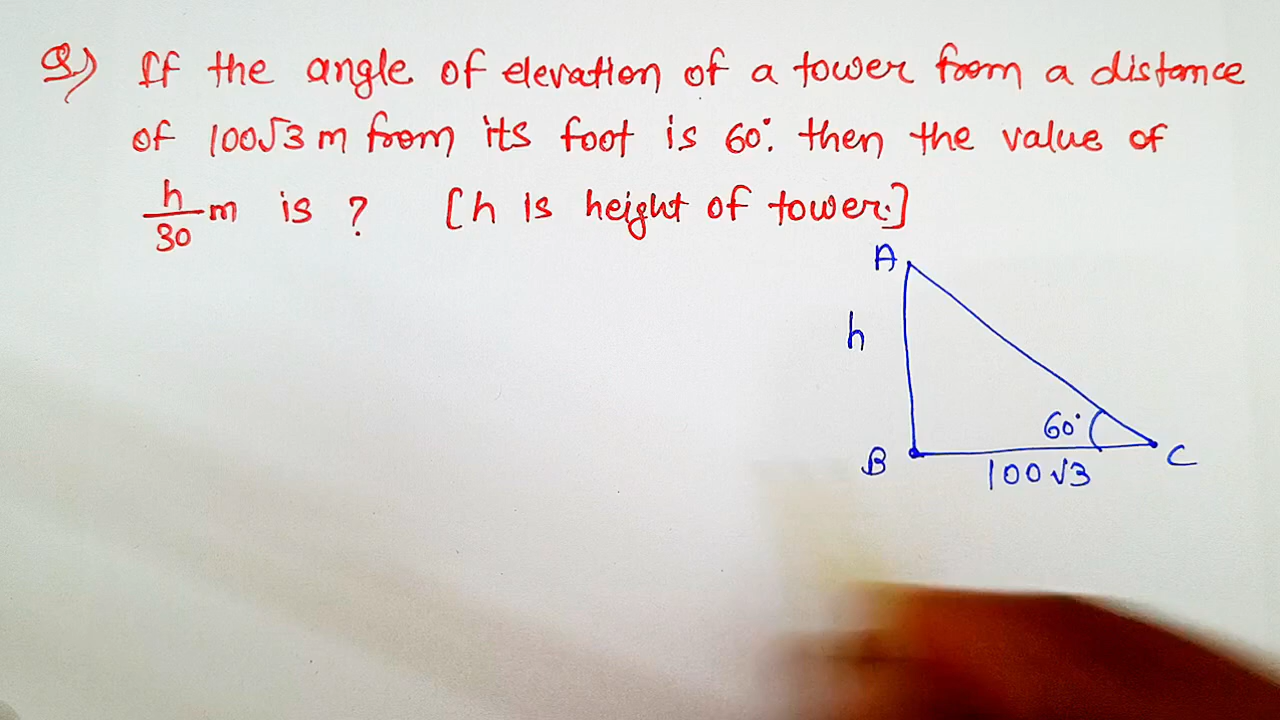 Q) If the angle of elevation of a tower from a distance
of 100√3 m from its foot is 60°. then the value of
h/30 m is ? [h is height of tower.]
A
h
60°
B
C
100√3